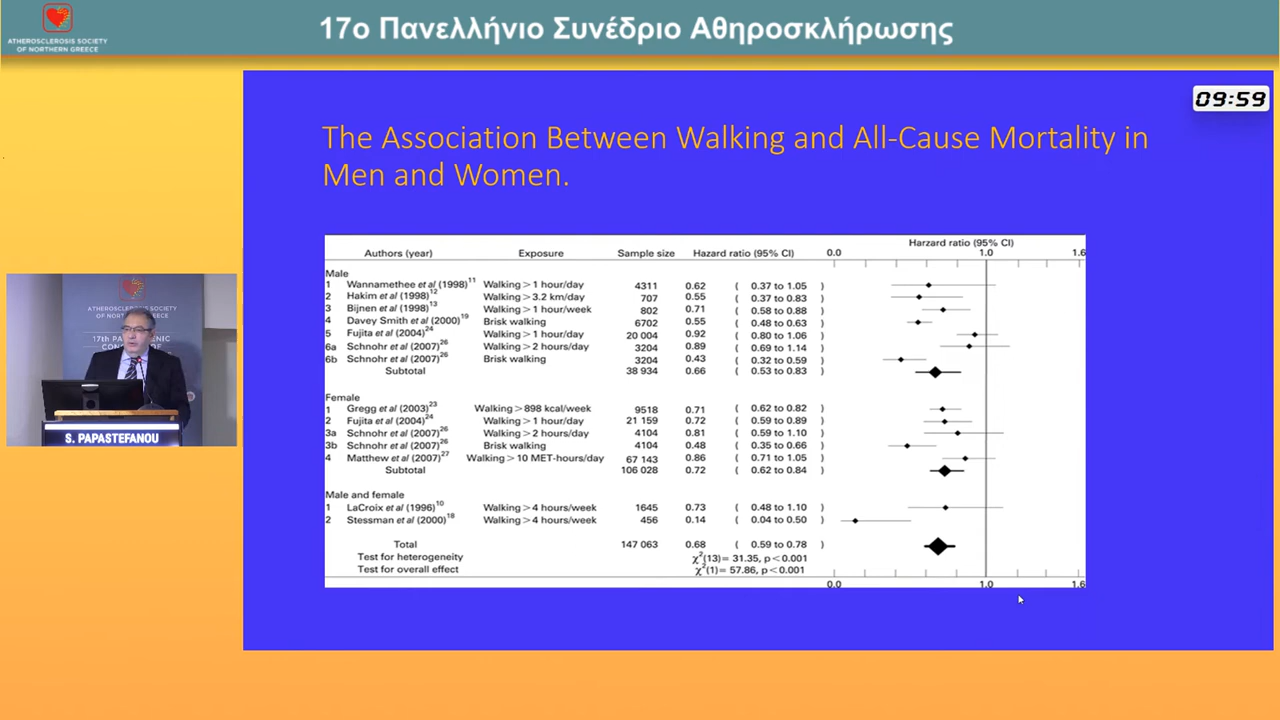 17ο Πανελλήνιο Συνέδριο Αθηροσκλήρωσης
ATHEROSCLEROSIS SOCIETY
OF NORTHERN GREECE
09:59
The Association Between Walking and All-Cause Mortality in
Men and Women.
Harzard ratio (95% CI)
Authors (year) Exposure Sample size Hazard ratio (95% CI) 0.0 1.0 1.6
Male
1 Wannamethee et al (1998)11 Walking > 1 hour/day 4311 0.62 ( 0.37 to 1.05 )
2 Hakim et al (1998)12 Walking > 3.2 km/day 707 0.55 ( 0.37 to 0.83 )
3 Bijnen et al (1998)13 Walking > 1 hour/week 802 0.71 ( 0.58 to 0.88 )
4 Davey Smith et al (2000)19 Brisk walking 6702 0.55 ( 0.48 to 0.63 )
5 Fujita et al (2004)24 Walking > 1 hour/day 20 004 0.92 ( 0.80 to 1.06 )
6a Schnohr et al (2007)26 Walking > 2 hours/day 3204 0.89 ( 0.69 to 1.14 )
6b Schnohr et al (2007)26 Brisk walking 3204 0.43 ( 0.32 to 0.59 )
Subtotal 38 934 0.66 ( 0.53 to 0.83 )
Female
1 Gregg et al (2003)23 Walking > 898 kcal/week 9518 0.71 ( 0.62 to 0.82 )
2 Fujita et al (2004)24 Walking > 1 hour/day 21 159 0.72 ( 0.59 to 0.89 )
3a Schnohr et al (2007)26 Walking > 2 hours/day 4104 0.81 ( 0.59 to 1.10 )
3b Schnohr et al (2007)26 Brisk walking 4104 0.48 ( 0.35 to 0.66 )
4 Matthew et al (2007)27 Walking > 10 MET-hours/day 67 143 0.86 ( 0.71 to 1.05 )
Subtotal 106 028 0.72 ( 0.62 to 0.84 )
Male and female
1 LaCroix et al (1996)10 Walking > 4 hours/week 1645 0.73 ( 0.48 to 1.10 )
2 Stessman et al (2000)18 Walking > 4 hours/week 456 0.14 ( 0.04 to 0.50 )
Total 147 063 0.68 ( 0.59 to 0.78 )
Test for heterogeneity χ2(13) = 31.35, p < 0.001
Test for overall effect χ2(1) = 57.86, p < 0.001
0.0 1.0 1.6
ATHEROSCLEROSIS
17th PANHELLENIC
S. PAPASTEFANOU